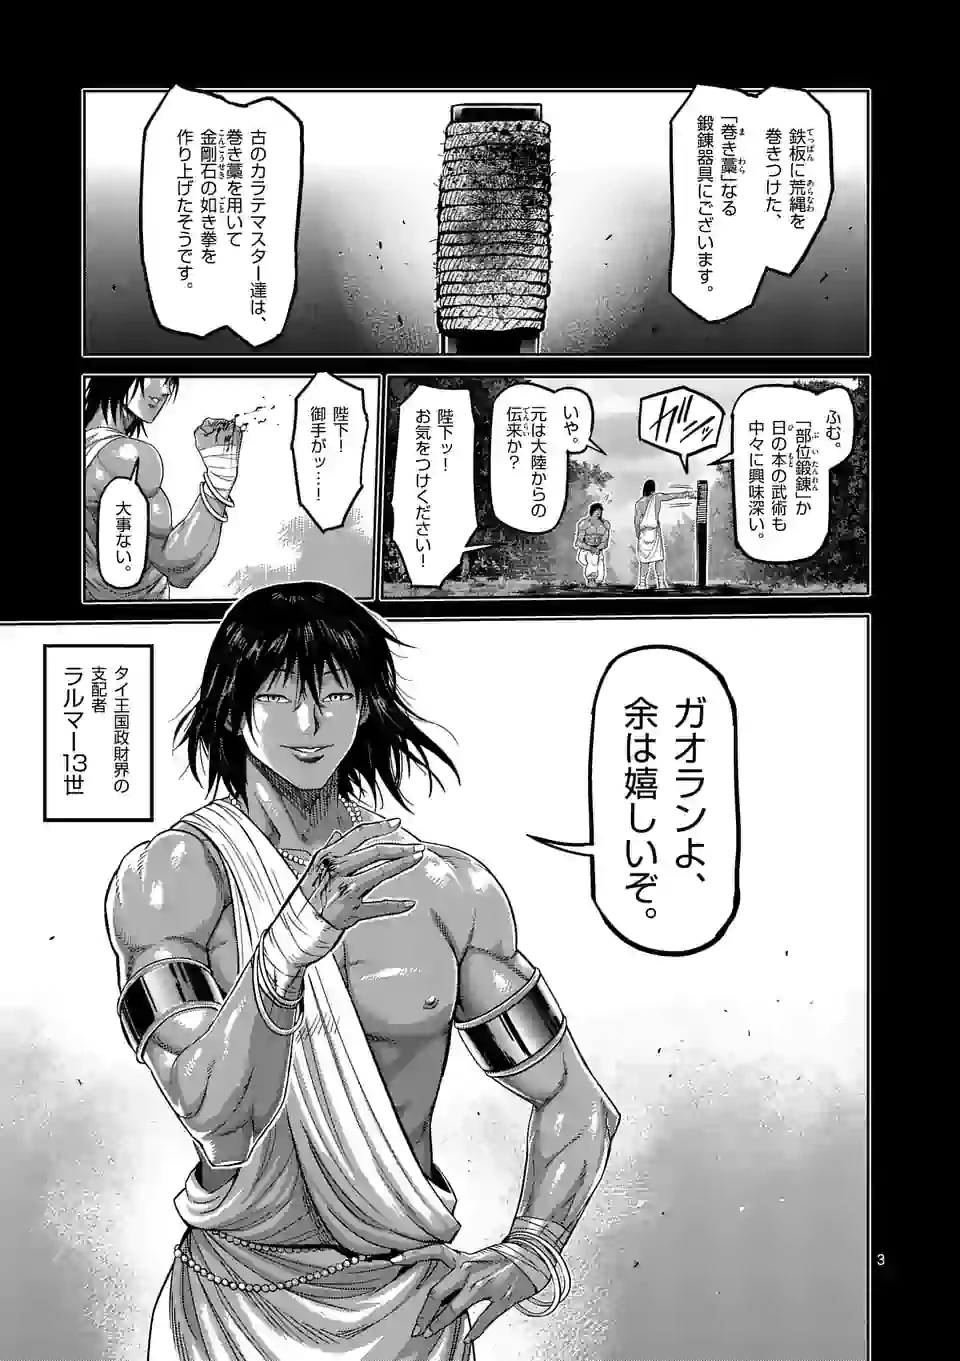 鉄板に荒縄を
巻きつけた、
「巻き藁」なる
鍛錬器具にございます。
古のカラテマスター達は、
巻き藁を用いて
金剛石の如き拳を
作り上げたそうです。
ふむ。
「部位鍛錬」か
日の本の武術も
中々に興味深い。
ガシッ
いや。
元は大陸からの
伝来か?
陛下ッ!
お気をつけください!
陛下!
御手がッ…!
大事ない。
ガオランよ、
余は嬉しいぞ。
タイ王国政財界の
支配者
ラルマー13世
3